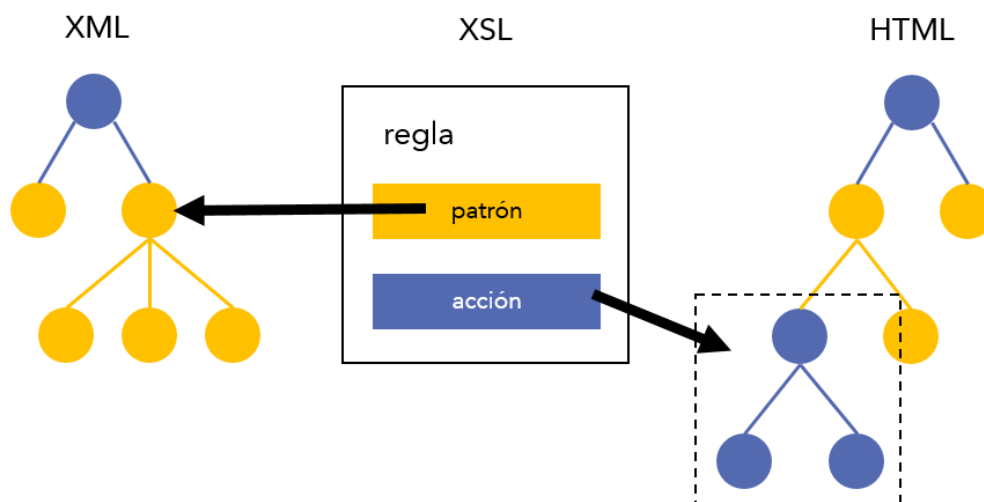 XML
XSL
HTML
regla
patrón
acción